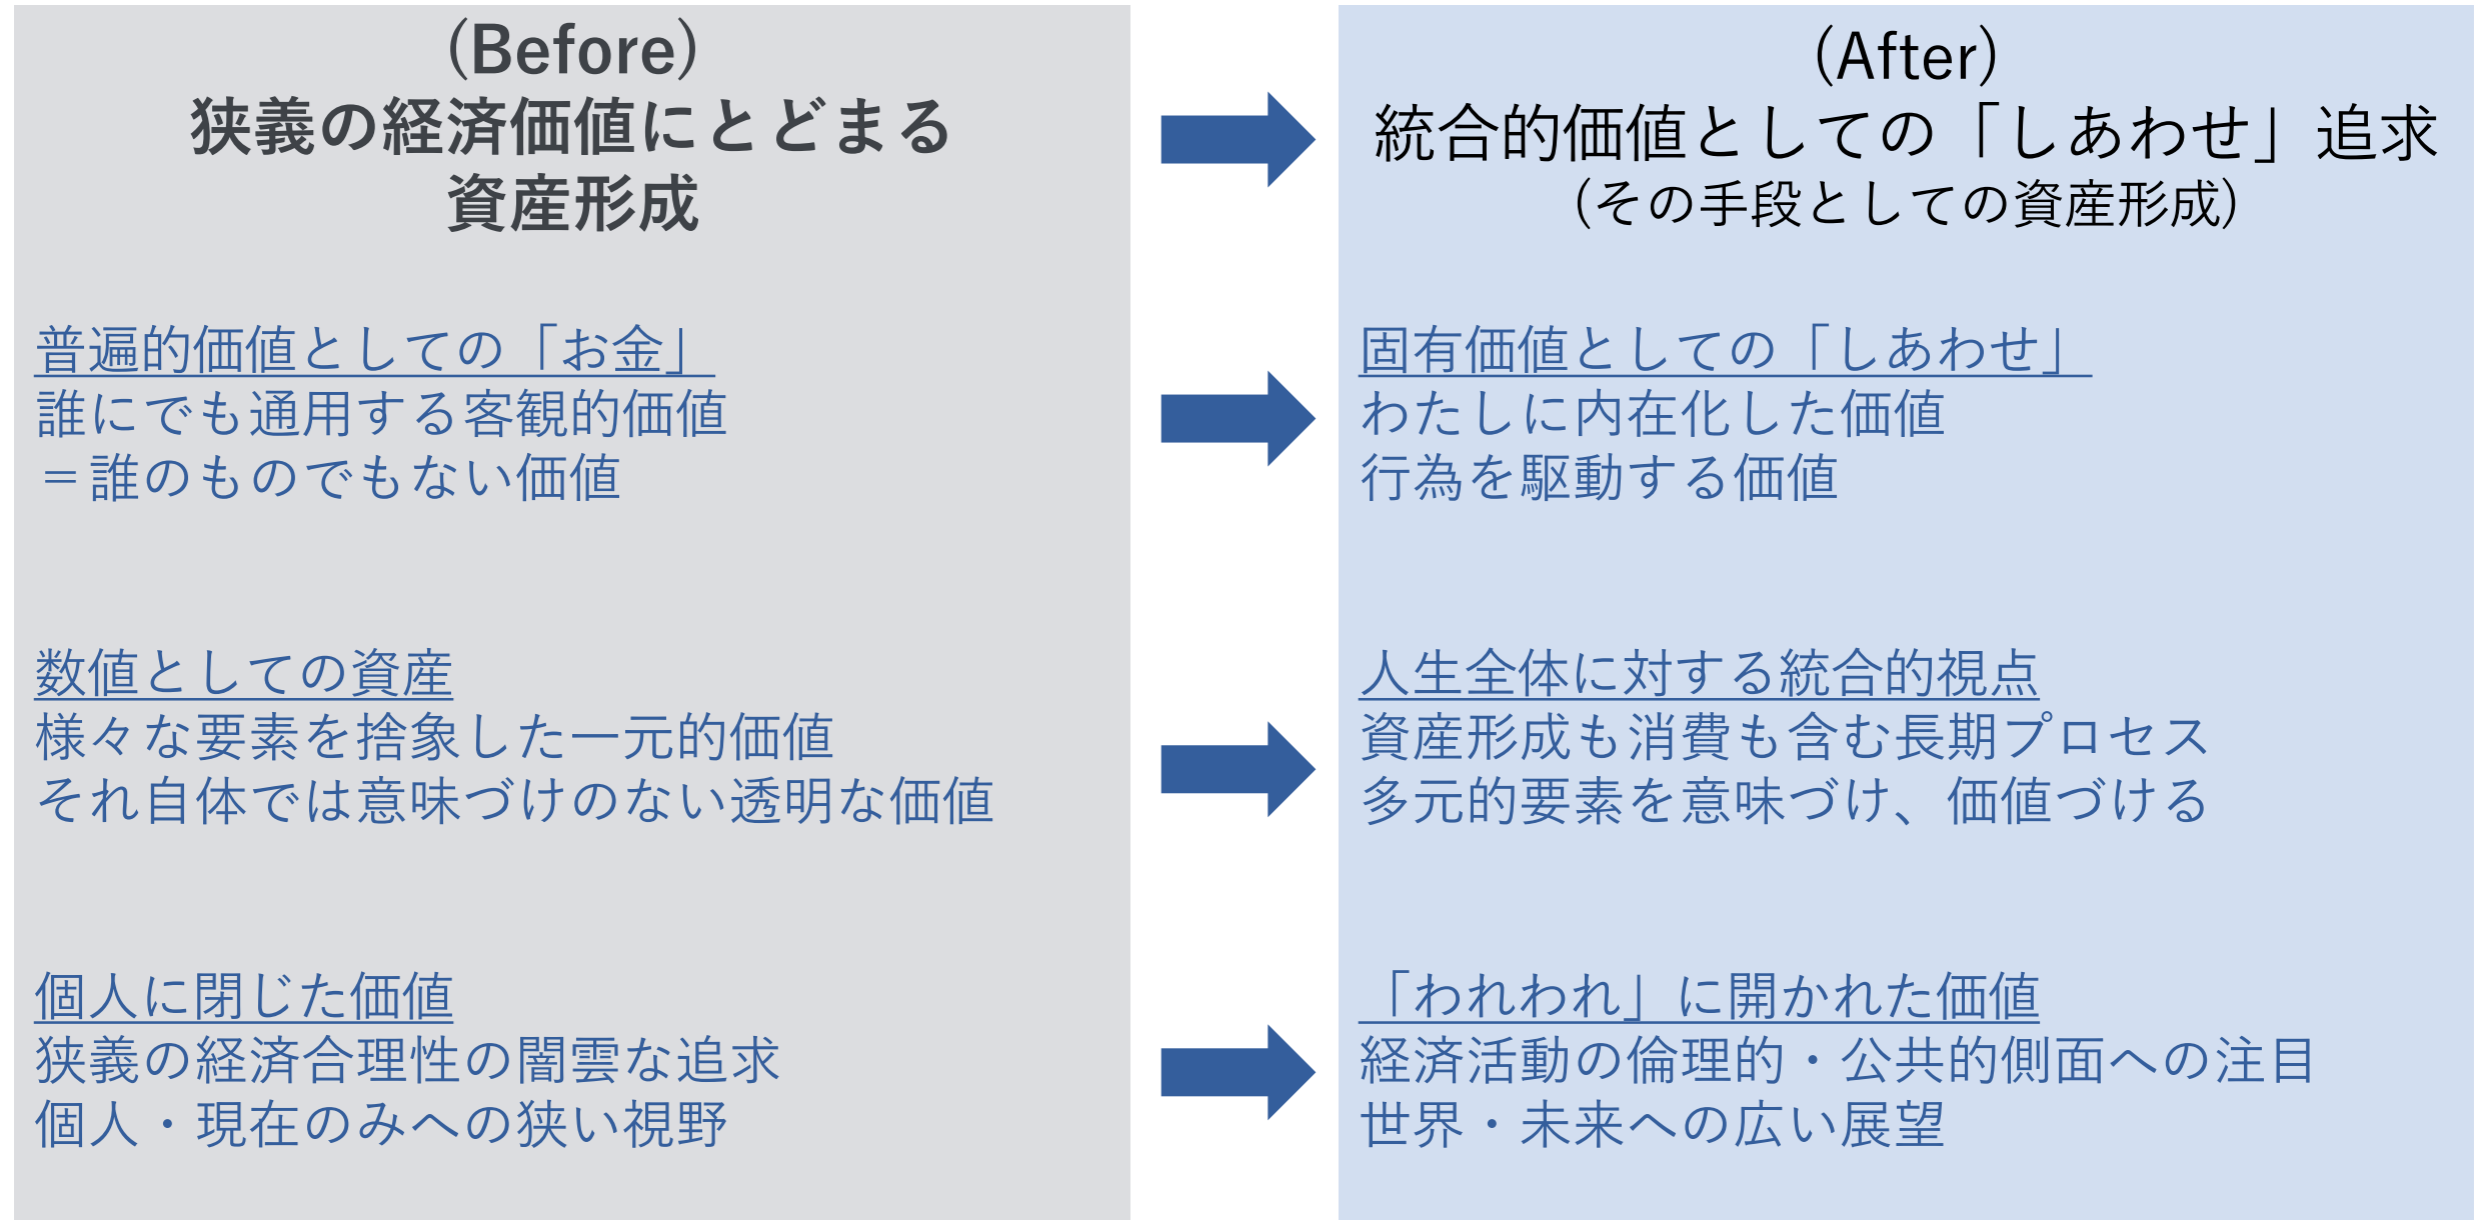 (Before)
狭義の経済価値にとどまる
資産形成
普遍的価値としての「お金」
誰にでも通用する客観的価値
＝誰のものでもない価値
数値としての資産
様々な要素を捨象した一元的価値
それ自体では意味づけのない透明な価値
個人に閉じた価値
狭義の経済合理性の闇雲な追求
個人・現在のみへの狭い視野
(After)
統合的価値としての「しあわせ」追求
（その手段としての資産形成）
固有価値としての「しあわせ」
わたしに内在化した価値
行為を駆動する価値
人生全体に対する統合的視点
資産形成も消費も含む長期プロセス
多元的要素を意味づけ、価値づける
「われわれ」に開かれた価値
経済活動の倫理的・公共的側面への注目
世界・未来への広い展望